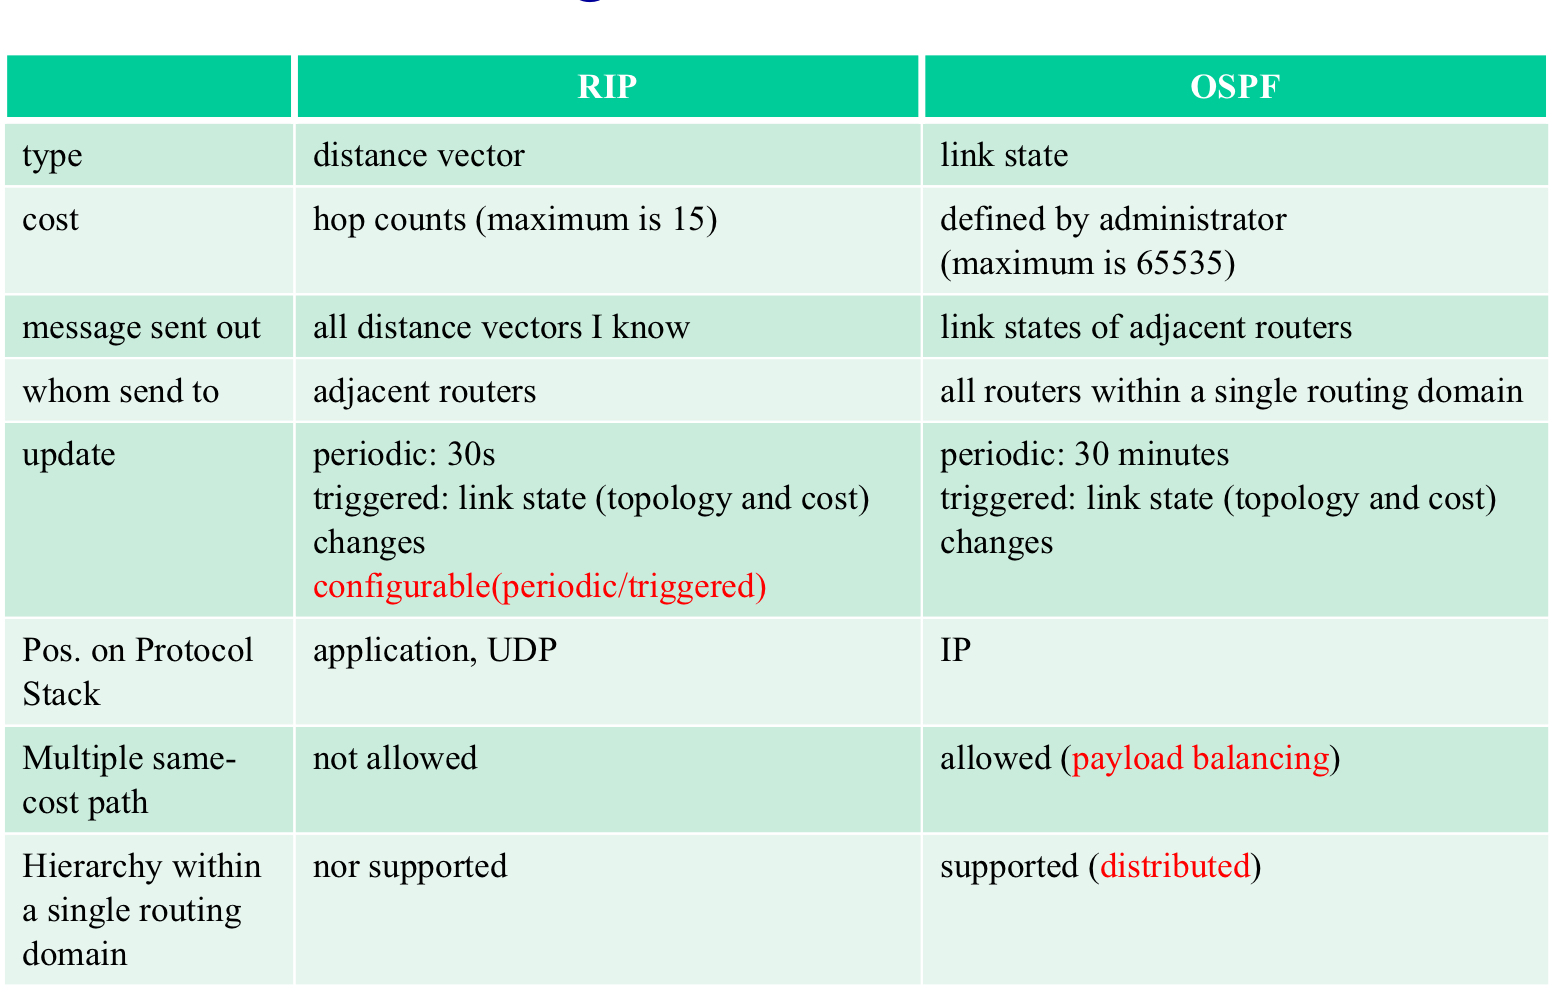 RIP
OSPF
type
distance vector
link state
cost
hop counts (maximum is 15)
defined by administrator
(maximum is 65535)
message sent out
all distance vectors I know
link states of adjacent routers
whom send to
adjacent routers
all routers within a single routing domain
update
periodic: 30s
triggered: link state (topology and cost)
changes
configurable(periodic/triggered)
periodic: 30 minutes
triggered: link state (topology and cost)
changes
Pos. on Protocol
Stack
application, UDP
IP
Multiple same-
cost path
not allowed
allowed (payload balancing)
Hierarchy within
a single routing
domain
nor supported
supported (distributed)